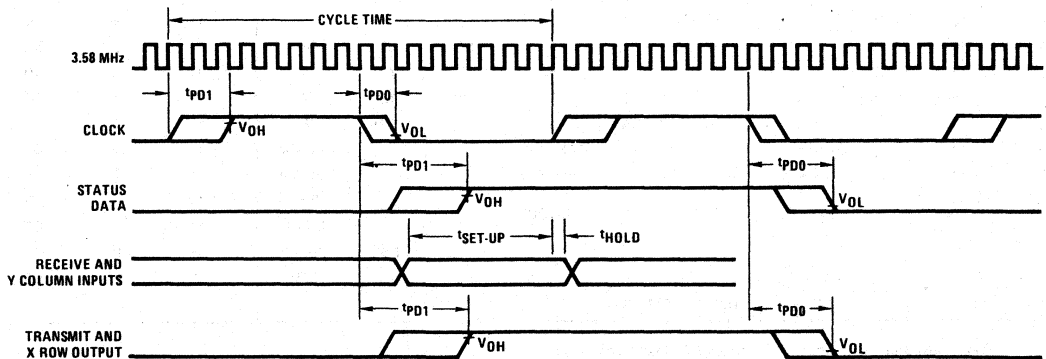 CYCLE TIME
3.58 MHz
tPD1
tPD0
CLOCK
VOH
VOL
tPD1
tPD0
STATUS
DATA
VOH
VOL
tSET-UP
tHOLD
RECEIVE AND
Y COLUMN INPUTS
tPD1
tPD0
TRANSMIT AND
X ROW OUTPUT
VOH
VOL